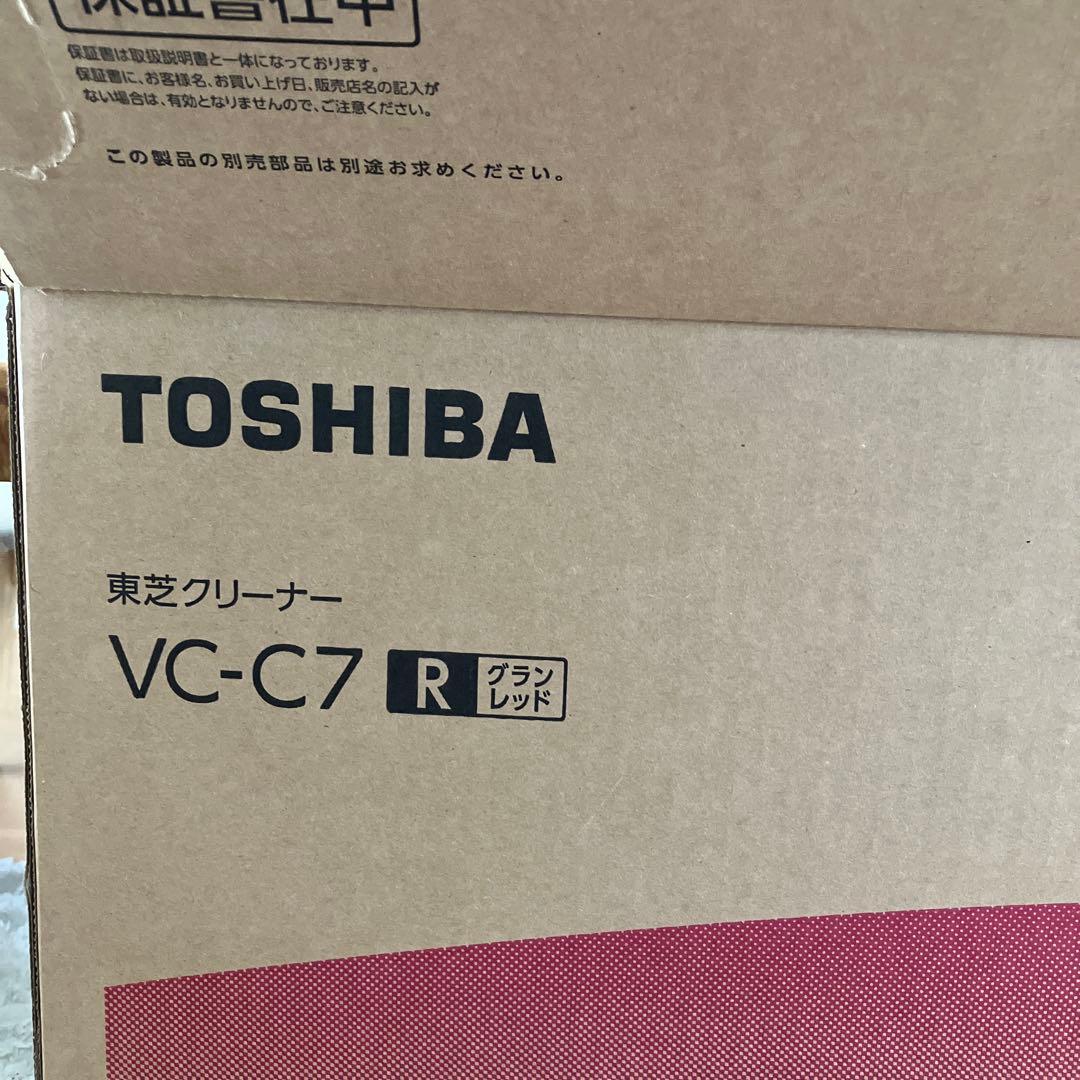 保証書在中
保証書は取扱説明書と一体になっております。
保証書に、お客様名、お買い上げ日、販売店名の記入が
ない場合は、有効となりませんので、ご注意ください。
この製品の別売部品は別途お求めください。
TOSHIBA
東芝クリーナー
VC-C7 R グラン
レッド